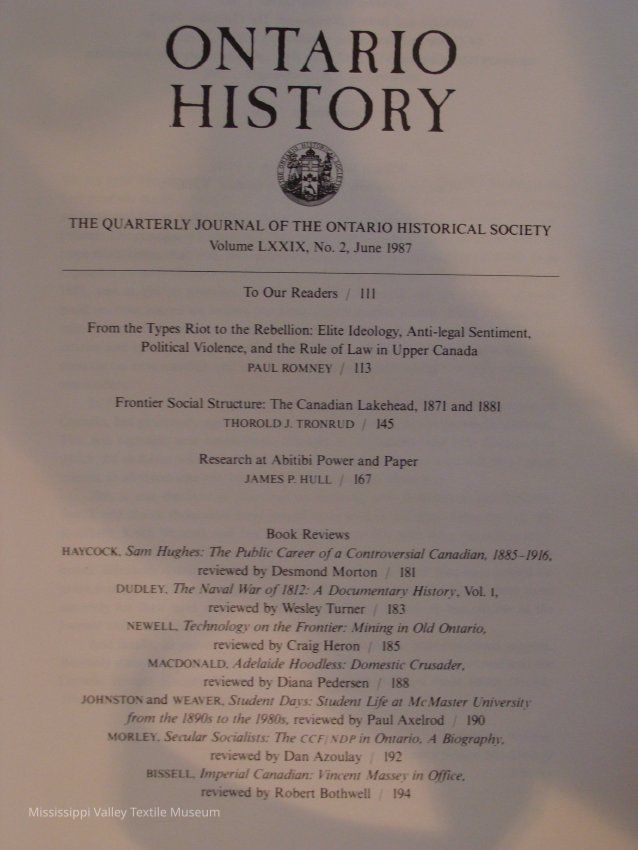 ONTARIO
HISTORY
THE ONTARIO HISTORICAL SOCIETY
THE QUARTERLY JOURNAL OF THE ONTARIO HISTORICAL SOCIETY
Volume LXXIX, No. 2, June 1987
To Our Readers / 111
From the Types Riot to the Rebellion: Elite Ideology, Anti-legal Sentiment,
Political Violence, and the Rule of Law in Upper Canada
PAUL ROMNEY / 113
Frontier Social Structure: The Canadian Lakehead, 1871 and 1881
THOROLD J. TRONRUD / 145
Research at Abitibi Power and Paper
JAMES P. HULL / 167
Book Reviews
HAYCOCK, Sam Hughes: The Public Career of a Controversial Canadian, 1885–1916,
reviewed by Desmond Morton / 181
DUDLEY, The Naval War of 1812: A Documentary History, Vol. 1,
reviewed by Wesley Turner / 183
NEWELL, Technology on the Frontier: Mining in Old Ontario,
reviewed by Craig Heron / 185
MACDONALD, Adelaide Hoodless: Domestic Crusader,
reviewed by Diana Pedersen / 188
JOHNSTON and WEAVER, Student Days: Student Life at McMaster University
from the 1890s to the 1980s, reviewed by Paul Axelrod / 190
MORLEY, Secular Socialists: The CCF/NDP in Ontario, A Biography,
reviewed by Dan Azoulay / 192
BISSELL, Imperial Canadian: Vincent Massey in Office,
reviewed by Robert Bothwell / 194
Mississippi Valley Textile Museum